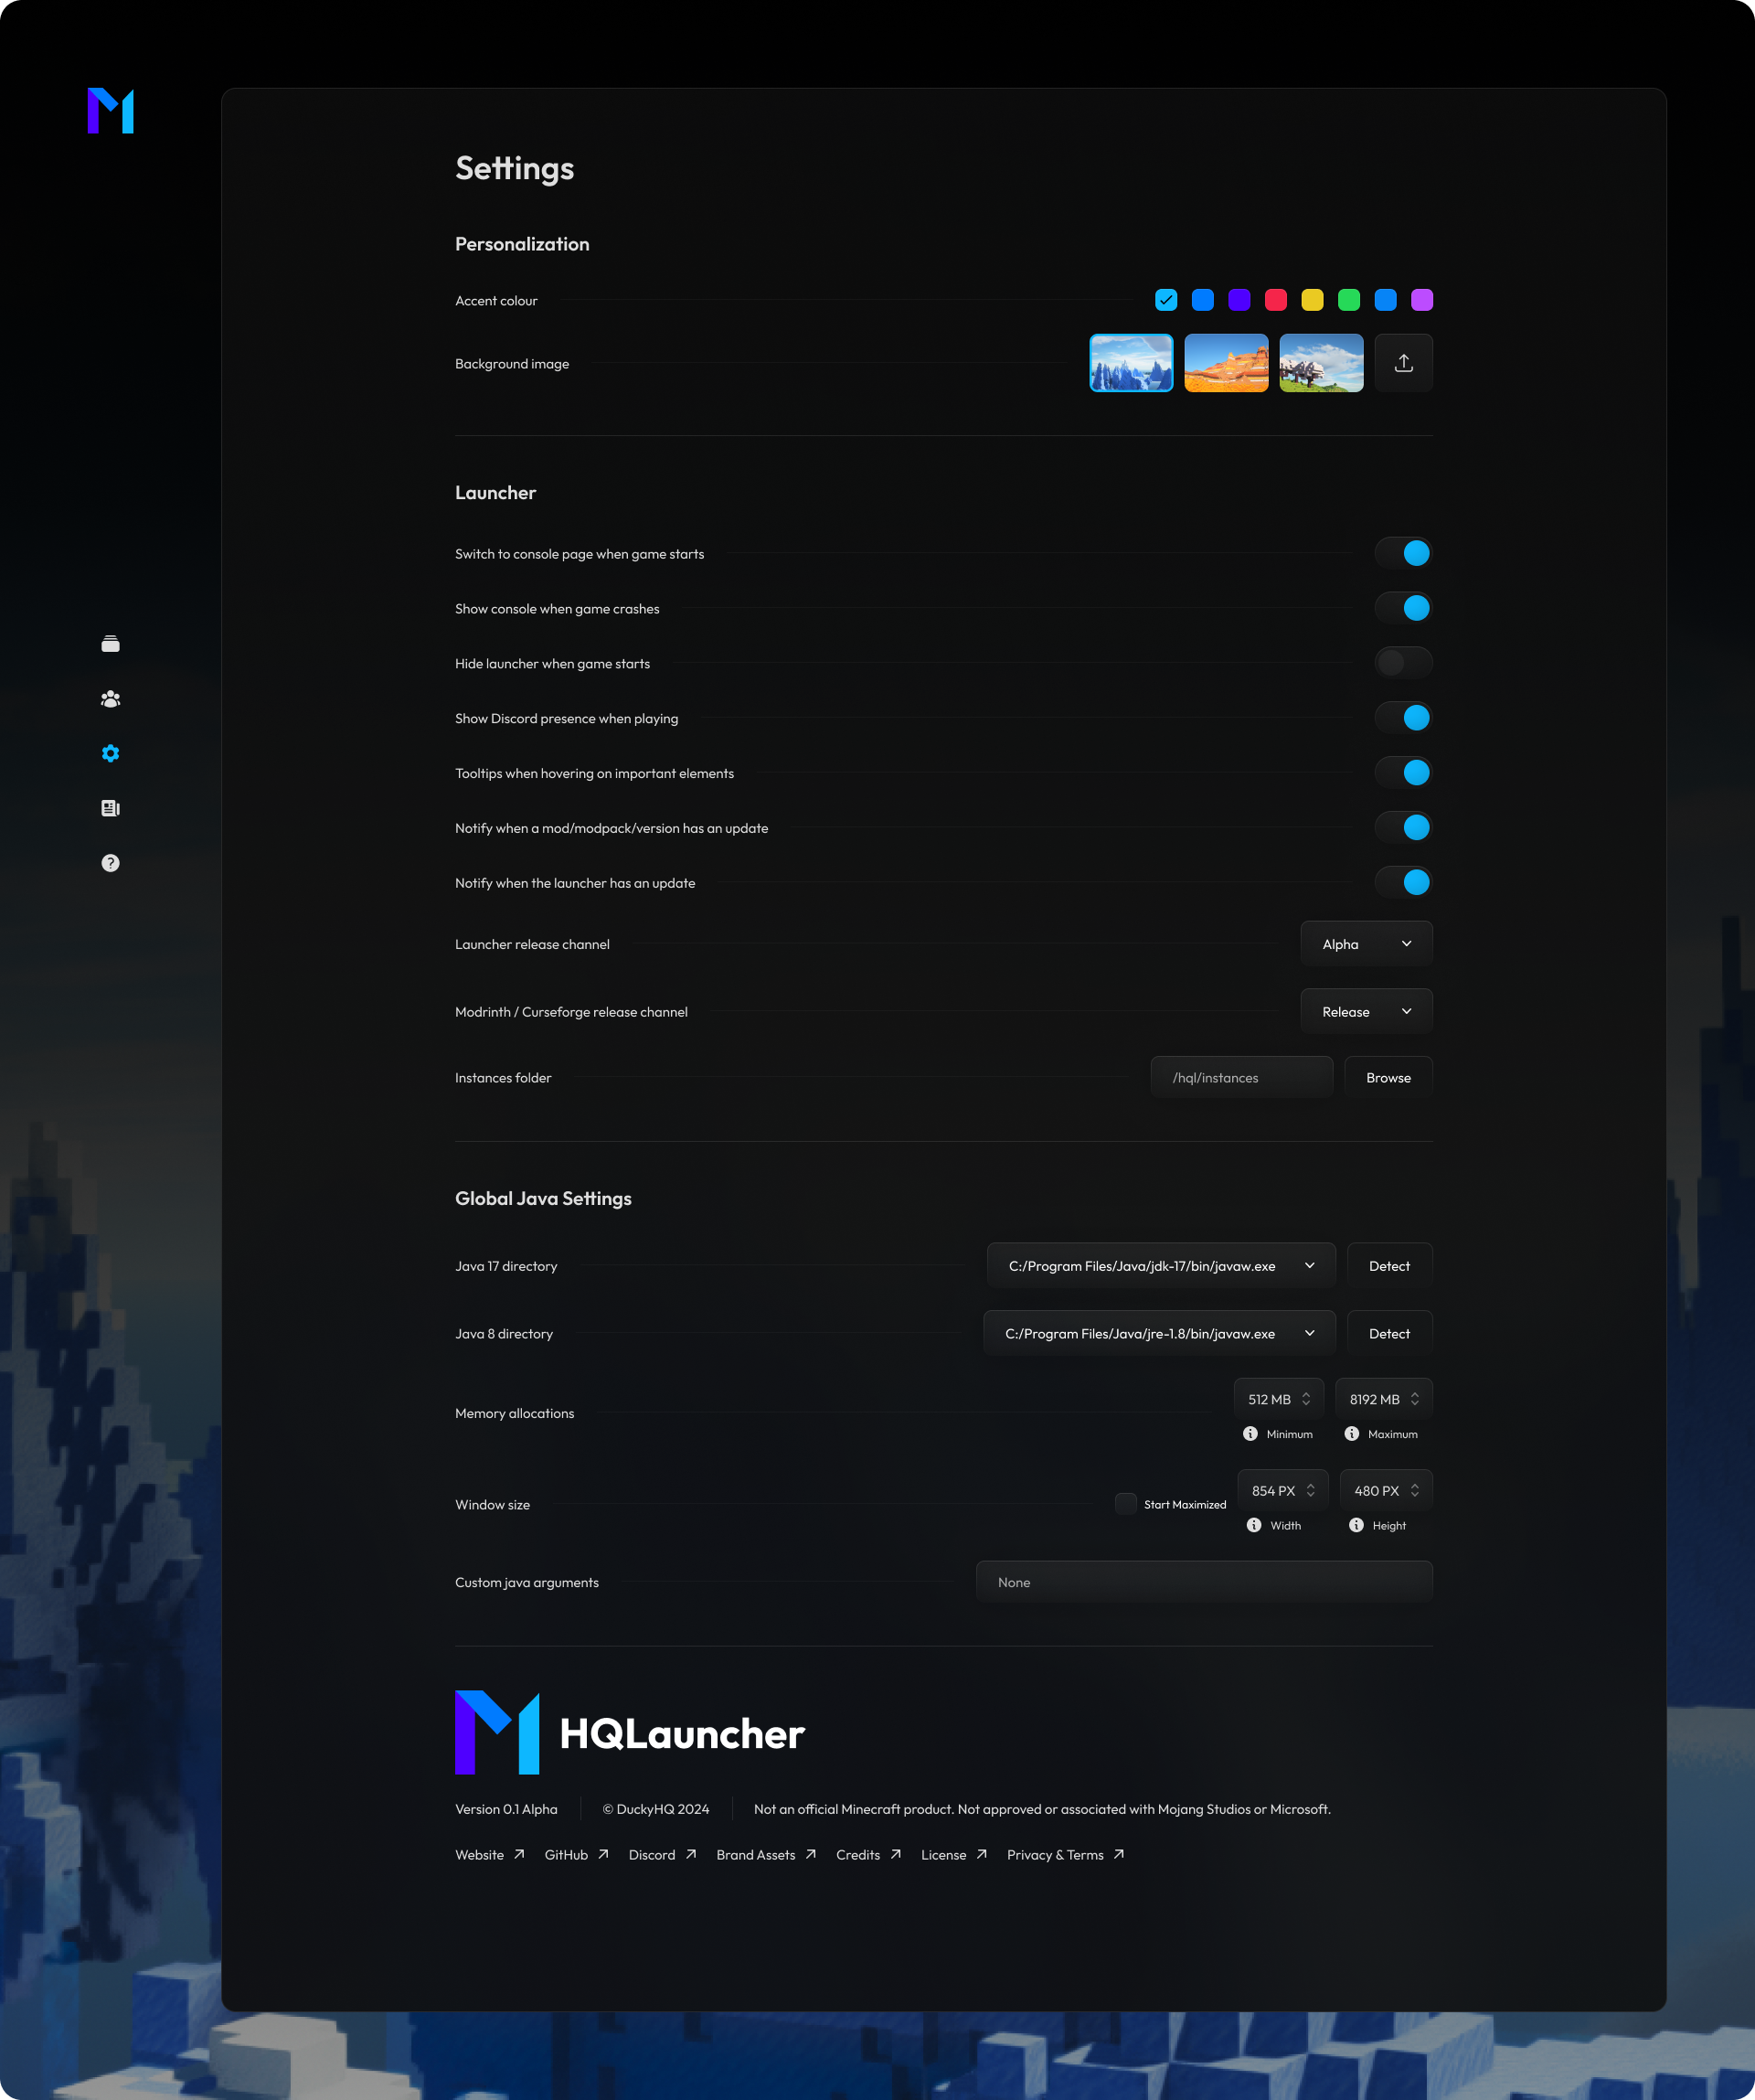 Settings
Personalization
Accent colour
Background image
Launcher
Switch to console page when game starts
Show console when game crashes
Hide launcher when game starts
Show Discord presence when playing
Tooltips when hovering on important elements
Notify when a mod/modpack/version has an update
Notify when the launcher has an update
Launcher release channel Alpha
Modrinth / Curseforge release channel Release
Instances folder /hql/instances Browse
Global Java Settings
Java 17 directory C:/Program Files/Java/jdk-17/bin/javaw.exe Detect
Java 8 directory C:/Program Files/Java/jre-1.8/bin/javaw.exe Detect
Memory allocations 512 MB 8192 MB
Minimum Maximum
Window size Start Maximized 854 PX 480 PX
Width Height
Custom java arguments None
HQLauncher
Version 0.1 Alpha © DuckyHQ 2024 Not an official Minecraft product. Not approved or associated with Mojang Studios or Microsoft.
Website GitHub Discord Brand Assets Credits License Privacy & Terms